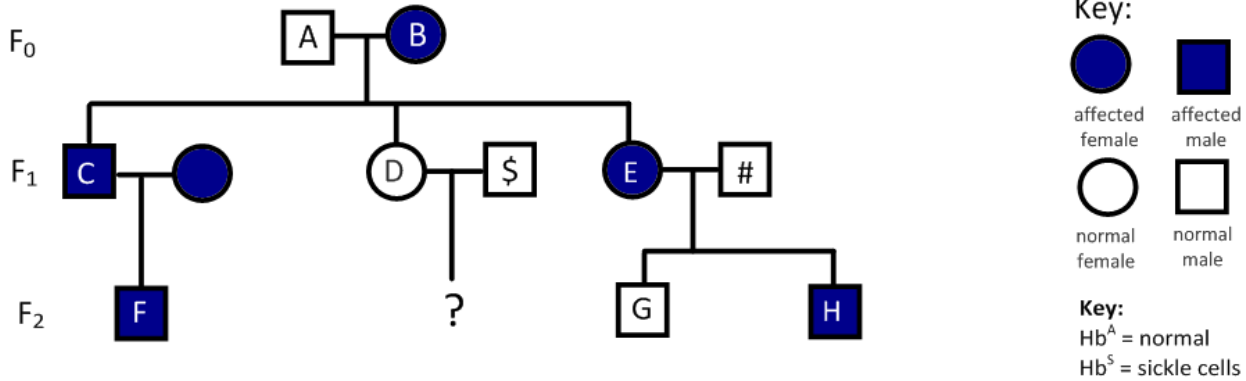 F₀
A
B
C
F₁
D
$
E
#
F₂
F
?
G
H
Key:
affected female
affected male
normal female
normal male
Key:
Hbᴬ = normal
Hbˢ = sickle cells